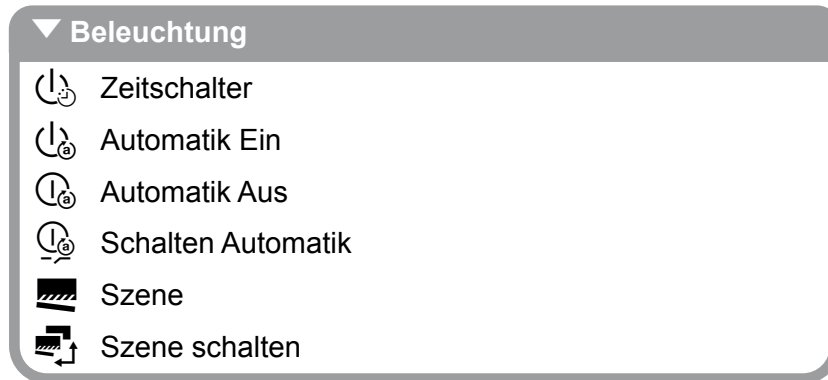 Beleuchtung
Zeitschalter
Automatik Ein
Automatik Aus
Schalten Automatik
Szene
Szene schalten